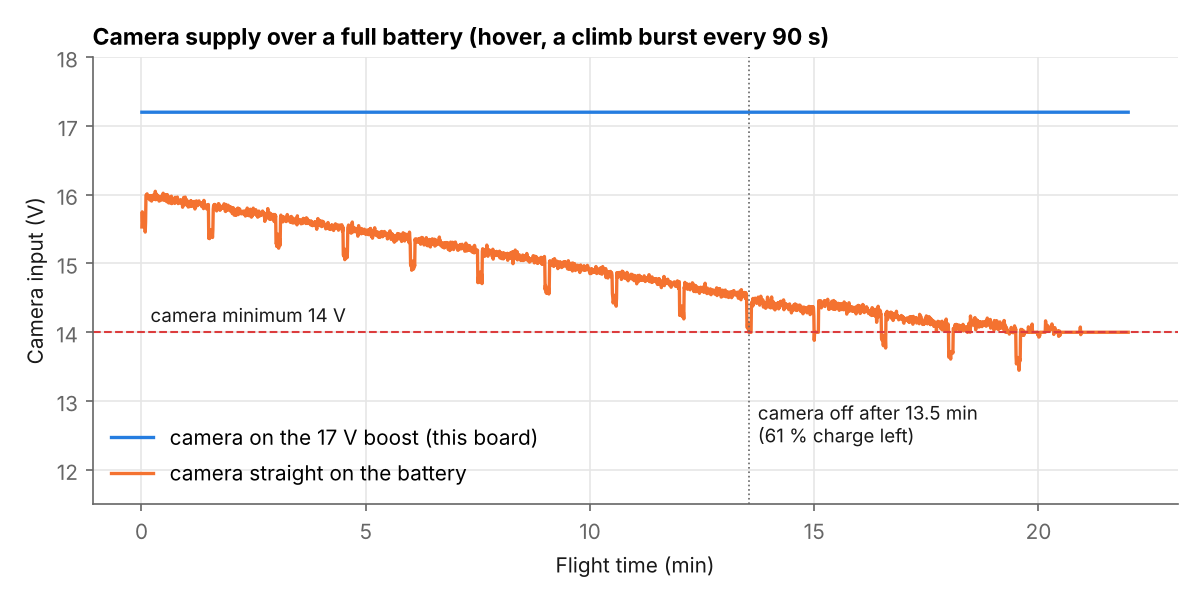 Camera supply over a full battery (hover, a climb burst every 90 s)
18
17
16
15
14
13
12
Camera input (V)
camera minimum 14 V
camera off after 13.5 min
(61 % charge left)
camera on the 17 V boost (this board)
camera straight on the battery
0
5
10
15
20
Flight time (min)